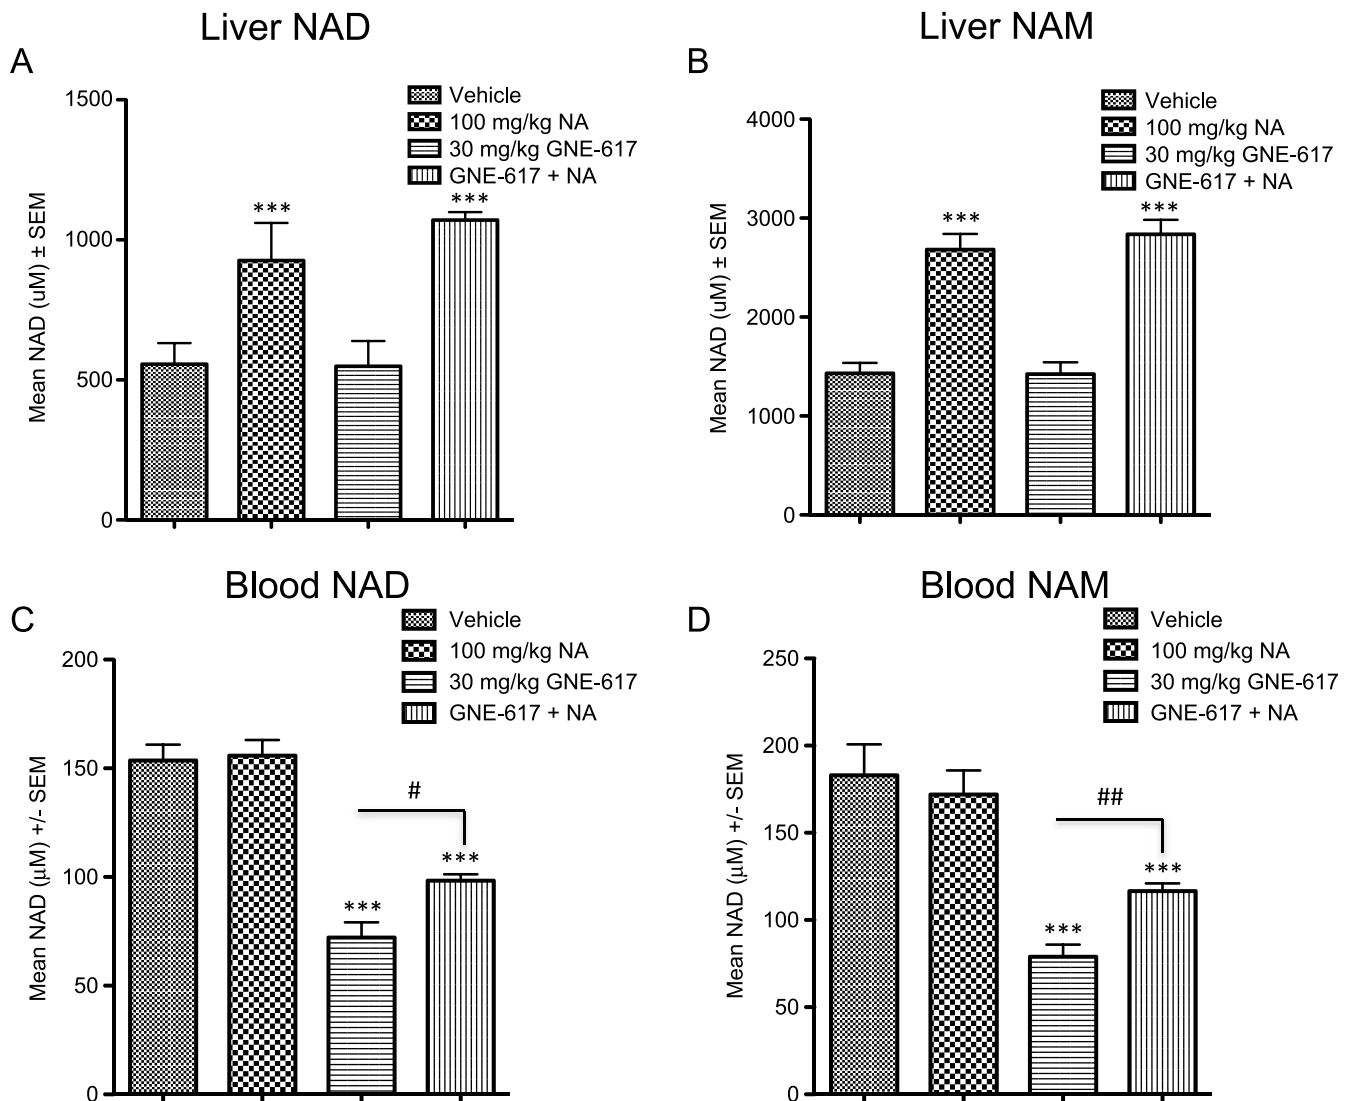 Liver NAD
A
Mean NAD (uM) ± SEM
1500
1000
500
0
Vehicle
100 mg/kg NA
30 mg/kg GNE-617
GNE-617 + NA
***
***
Liver NAM
B
Mean NAD (uM) ± SEM
4000
3000
2000
1000
0
Vehicle
100 mg/kg NA
30 mg/kg GNE-617
GNE-617 + NA
***
***
Blood NAD
C
Mean NAD (μM) +/- SEM
200
150
100
50
0
Vehicle
100 mg/kg NA
30 mg/kg GNE-617
GNE-617 + NA
#
***
***
Blood NAM
D
Mean NAD (μM) +/- SEM
250
200
150
100
50
0
Vehicle
100 mg/kg NA
30 mg/kg GNE-617
GNE-617 + NA
##
***
***